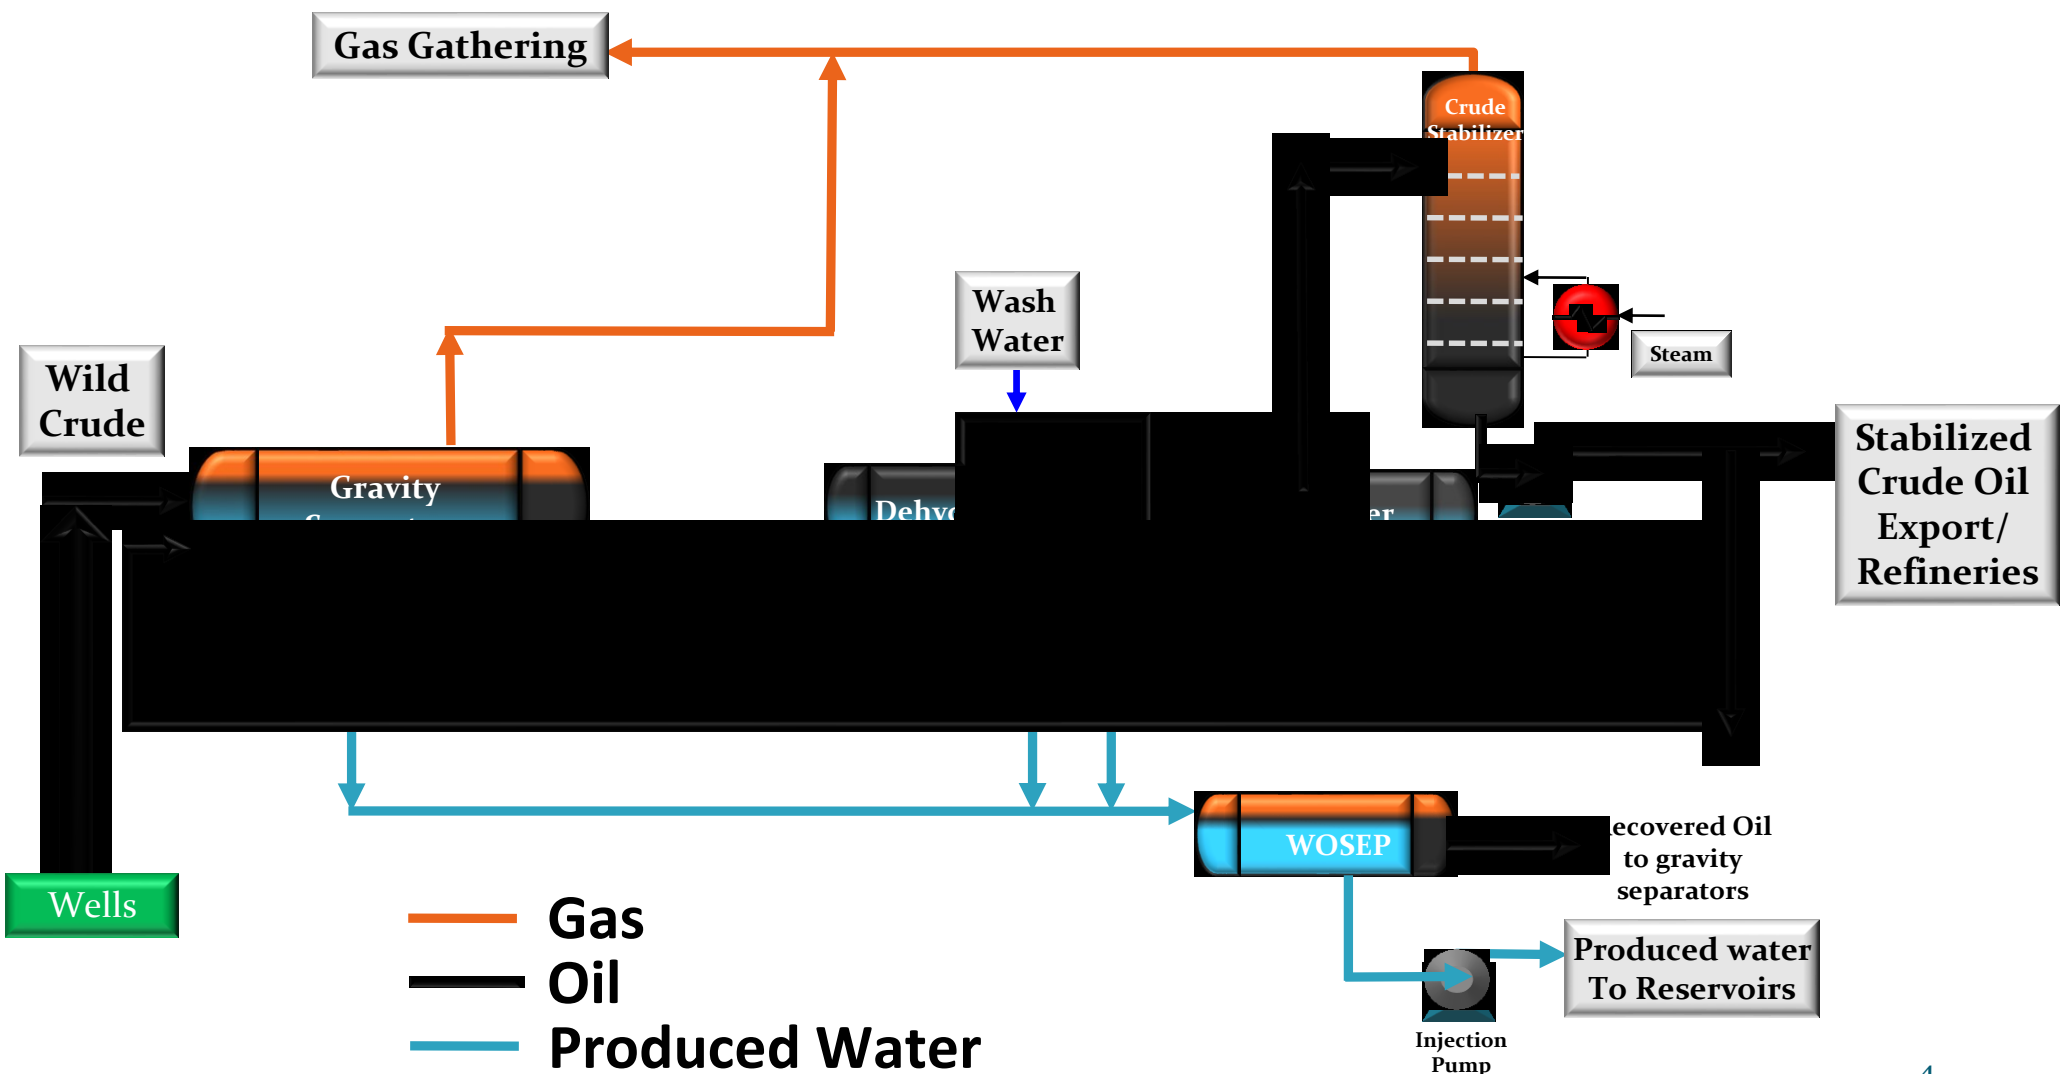 Gas Gathering
Crude
Stabilizer
Wash
Water
Wild
Crude
Steam
Stabilized
Crude Oil
Export/
Refineries
Gravity
WOSEP
Oil
to gravity
separators
Wells
Gas
Oil
Produced Water
Produced water
To Reservoirs
Injection
Pump